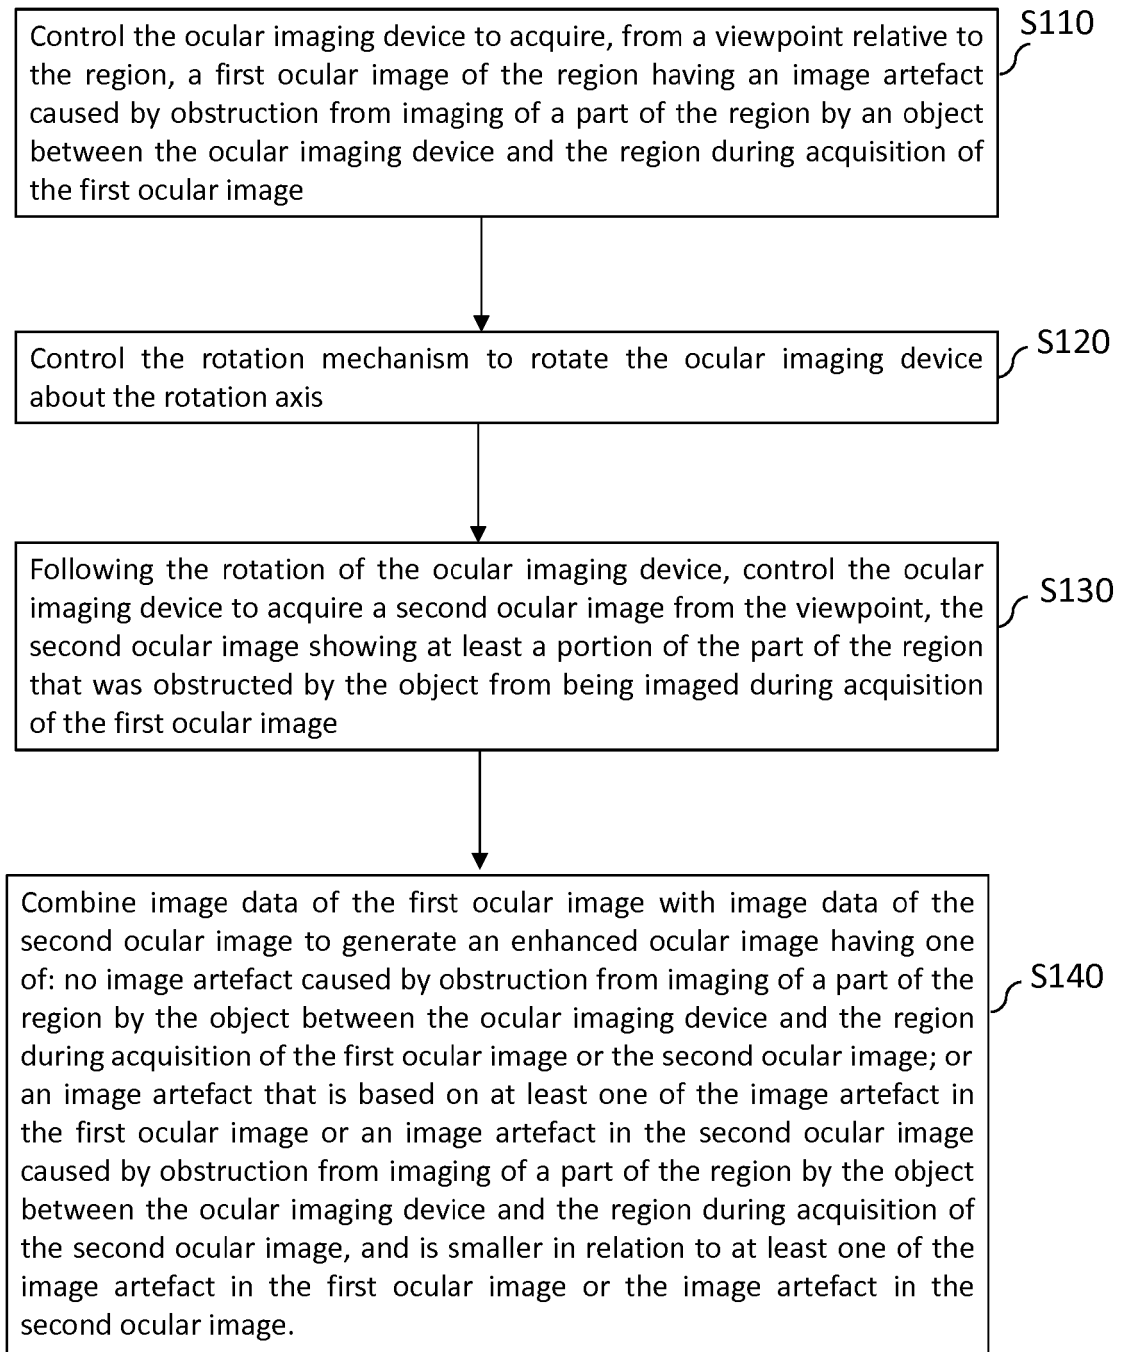 S110
Control the ocular imaging device to acquire, from a viewpoint relative to
the region, a first ocular image of the region having an image artefact
caused by obstruction from imaging of a part of the region by an object
between the ocular imaging device and the region during acquisition of
the first ocular image
S120
Control the rotation mechanism to rotate the ocular imaging device
about the rotation axis
S130
Following the rotation of the ocular imaging device, control the ocular
imaging device to acquire a second ocular image from the viewpoint, the
second ocular image showing at least a portion of the part of the region
that was obstructed by the object from being imaged during acquisition
of the first ocular image
S140
Combine image data of the first ocular image with image data of the
second ocular image to generate an enhanced ocular image having one
of: no image artefact caused by obstruction from imaging of a part of the
region by the object between the ocular imaging device and the region
during acquisition of the first ocular image or the second ocular image; or
an image artefact that is based on at least one of the image artefact in
the first ocular image or an image artefact in the second ocular image
caused by obstruction from imaging of a part of the region by the object
between the ocular imaging device and the region during acquisition of
the second ocular image, and is smaller in relation to at least one of the
image artefact in the first ocular image or the image artefact in the
second ocular image.